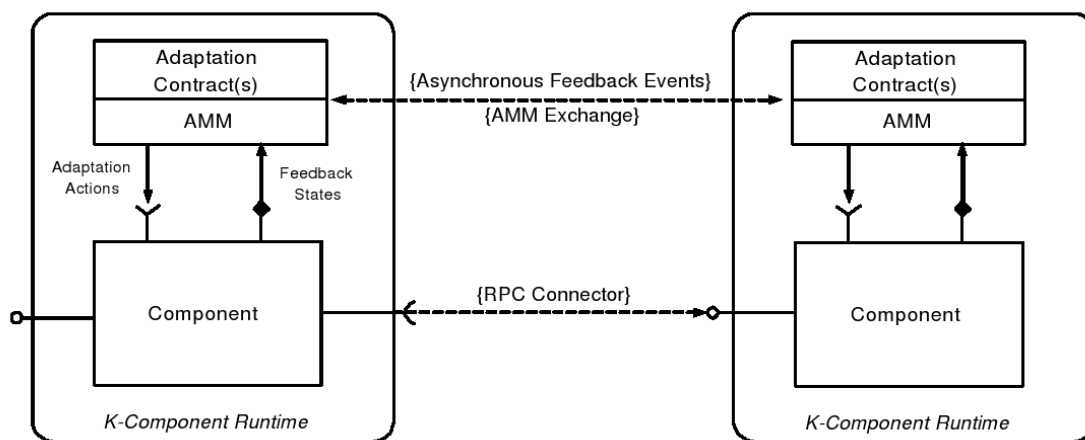 Adaptation
Contract(s)
AMM
{Asynchronous Feedback Events}
{AMM Exchange}
Adaptation
Contract(s)
AMM
Adaptation
Actions
Feedback
States
Component
{RPC Connector}
Component
K-Component Runtime
K-Component Runtime